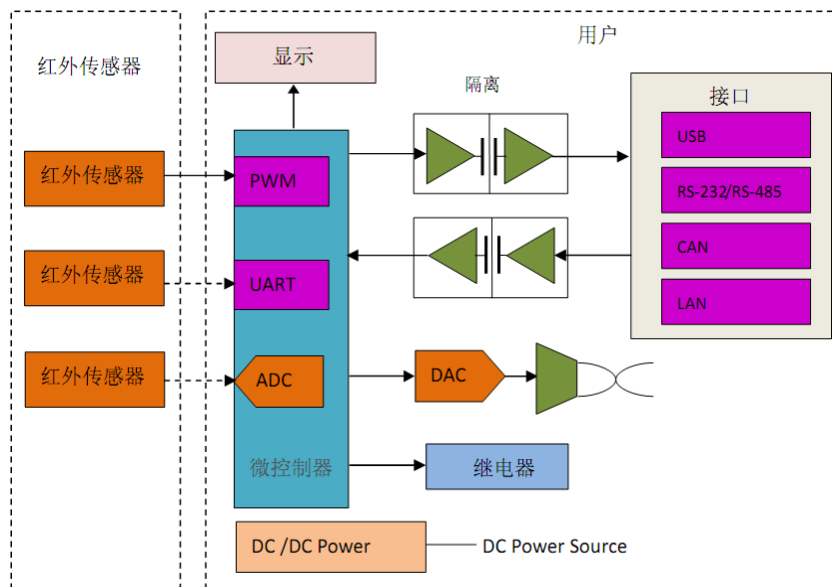 红外传感器
用户
显示
隔离
接口
USB
RS-232/RS-485
CAN
LAN
红外传感器
PWM
红外传感器
UART
红外传感器
ADC
DAC
微控制器
继电器
DC /DC Power
DC Power Source